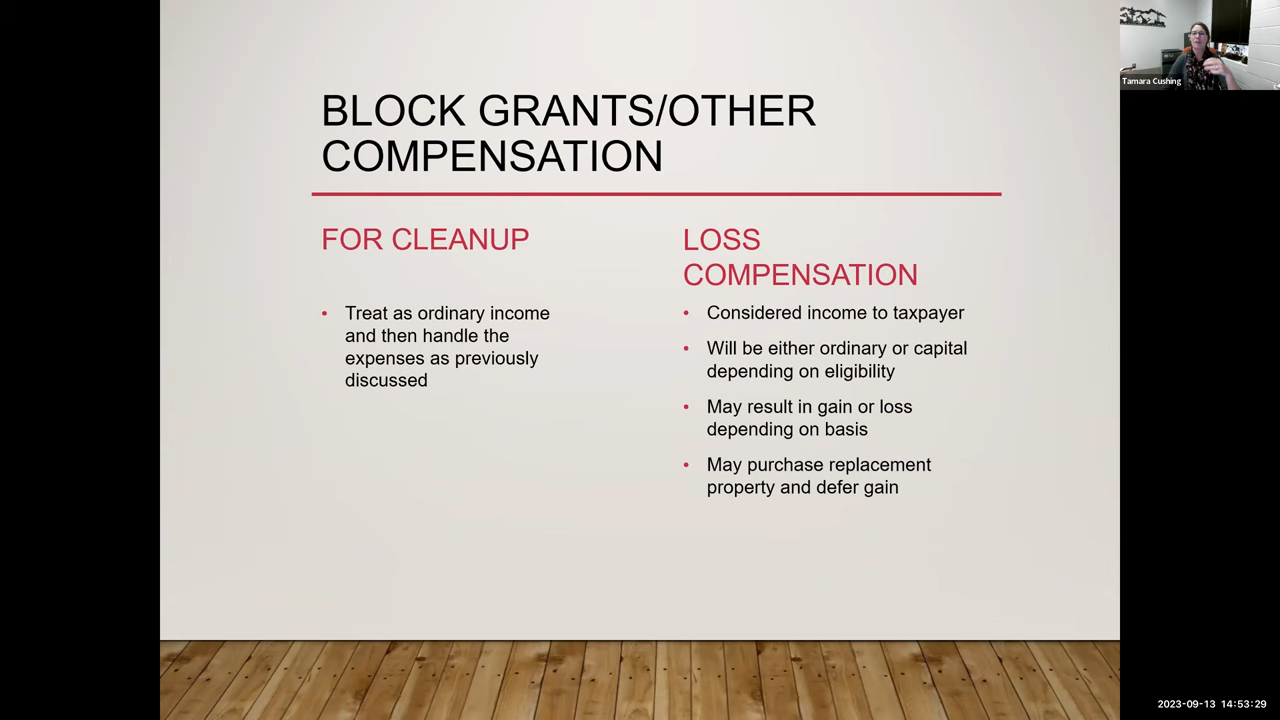 Tamara Cushing
BLOCK GRANTS/OTHER
COMPENSATION
FOR CLEANUP
• Treat as ordinary income
and then handle the
expenses as previously
discussed
LOSS
COMPENSATION
• Considered income to taxpayer
• Will be either ordinary or capital
depending on eligibility
• May result in gain or loss
depending on basis
• May purchase replacement
property and defer gain
2023-09-13 14:53:29